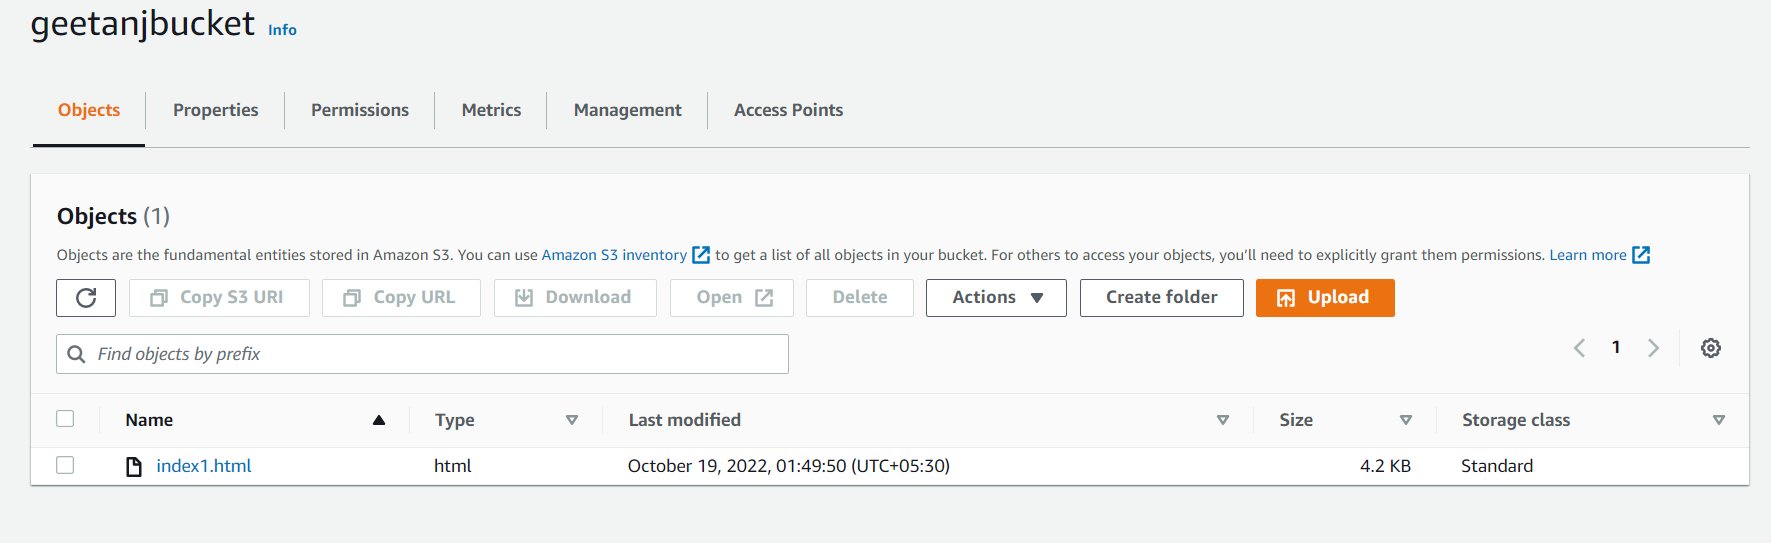 geetanjbucket Info
Objects Properties Permissions Metrics Management Access Points
Objects (1)
Objects are the fundamental entities stored in Amazon S3. You can use Amazon S3 inventory to get a list of all objects in your bucket. For others to access your objects, you'll need to explicitly grant them permissions. Learn more
Copy S3 URI Copy URL Download Open Delete Actions Create folder Upload
Find objects by prefix 1
Name Type Last modified Size Storage class
index1.html html October 19, 2022, 01:49:50 (UTC+05:30) 4.2 KB Standard